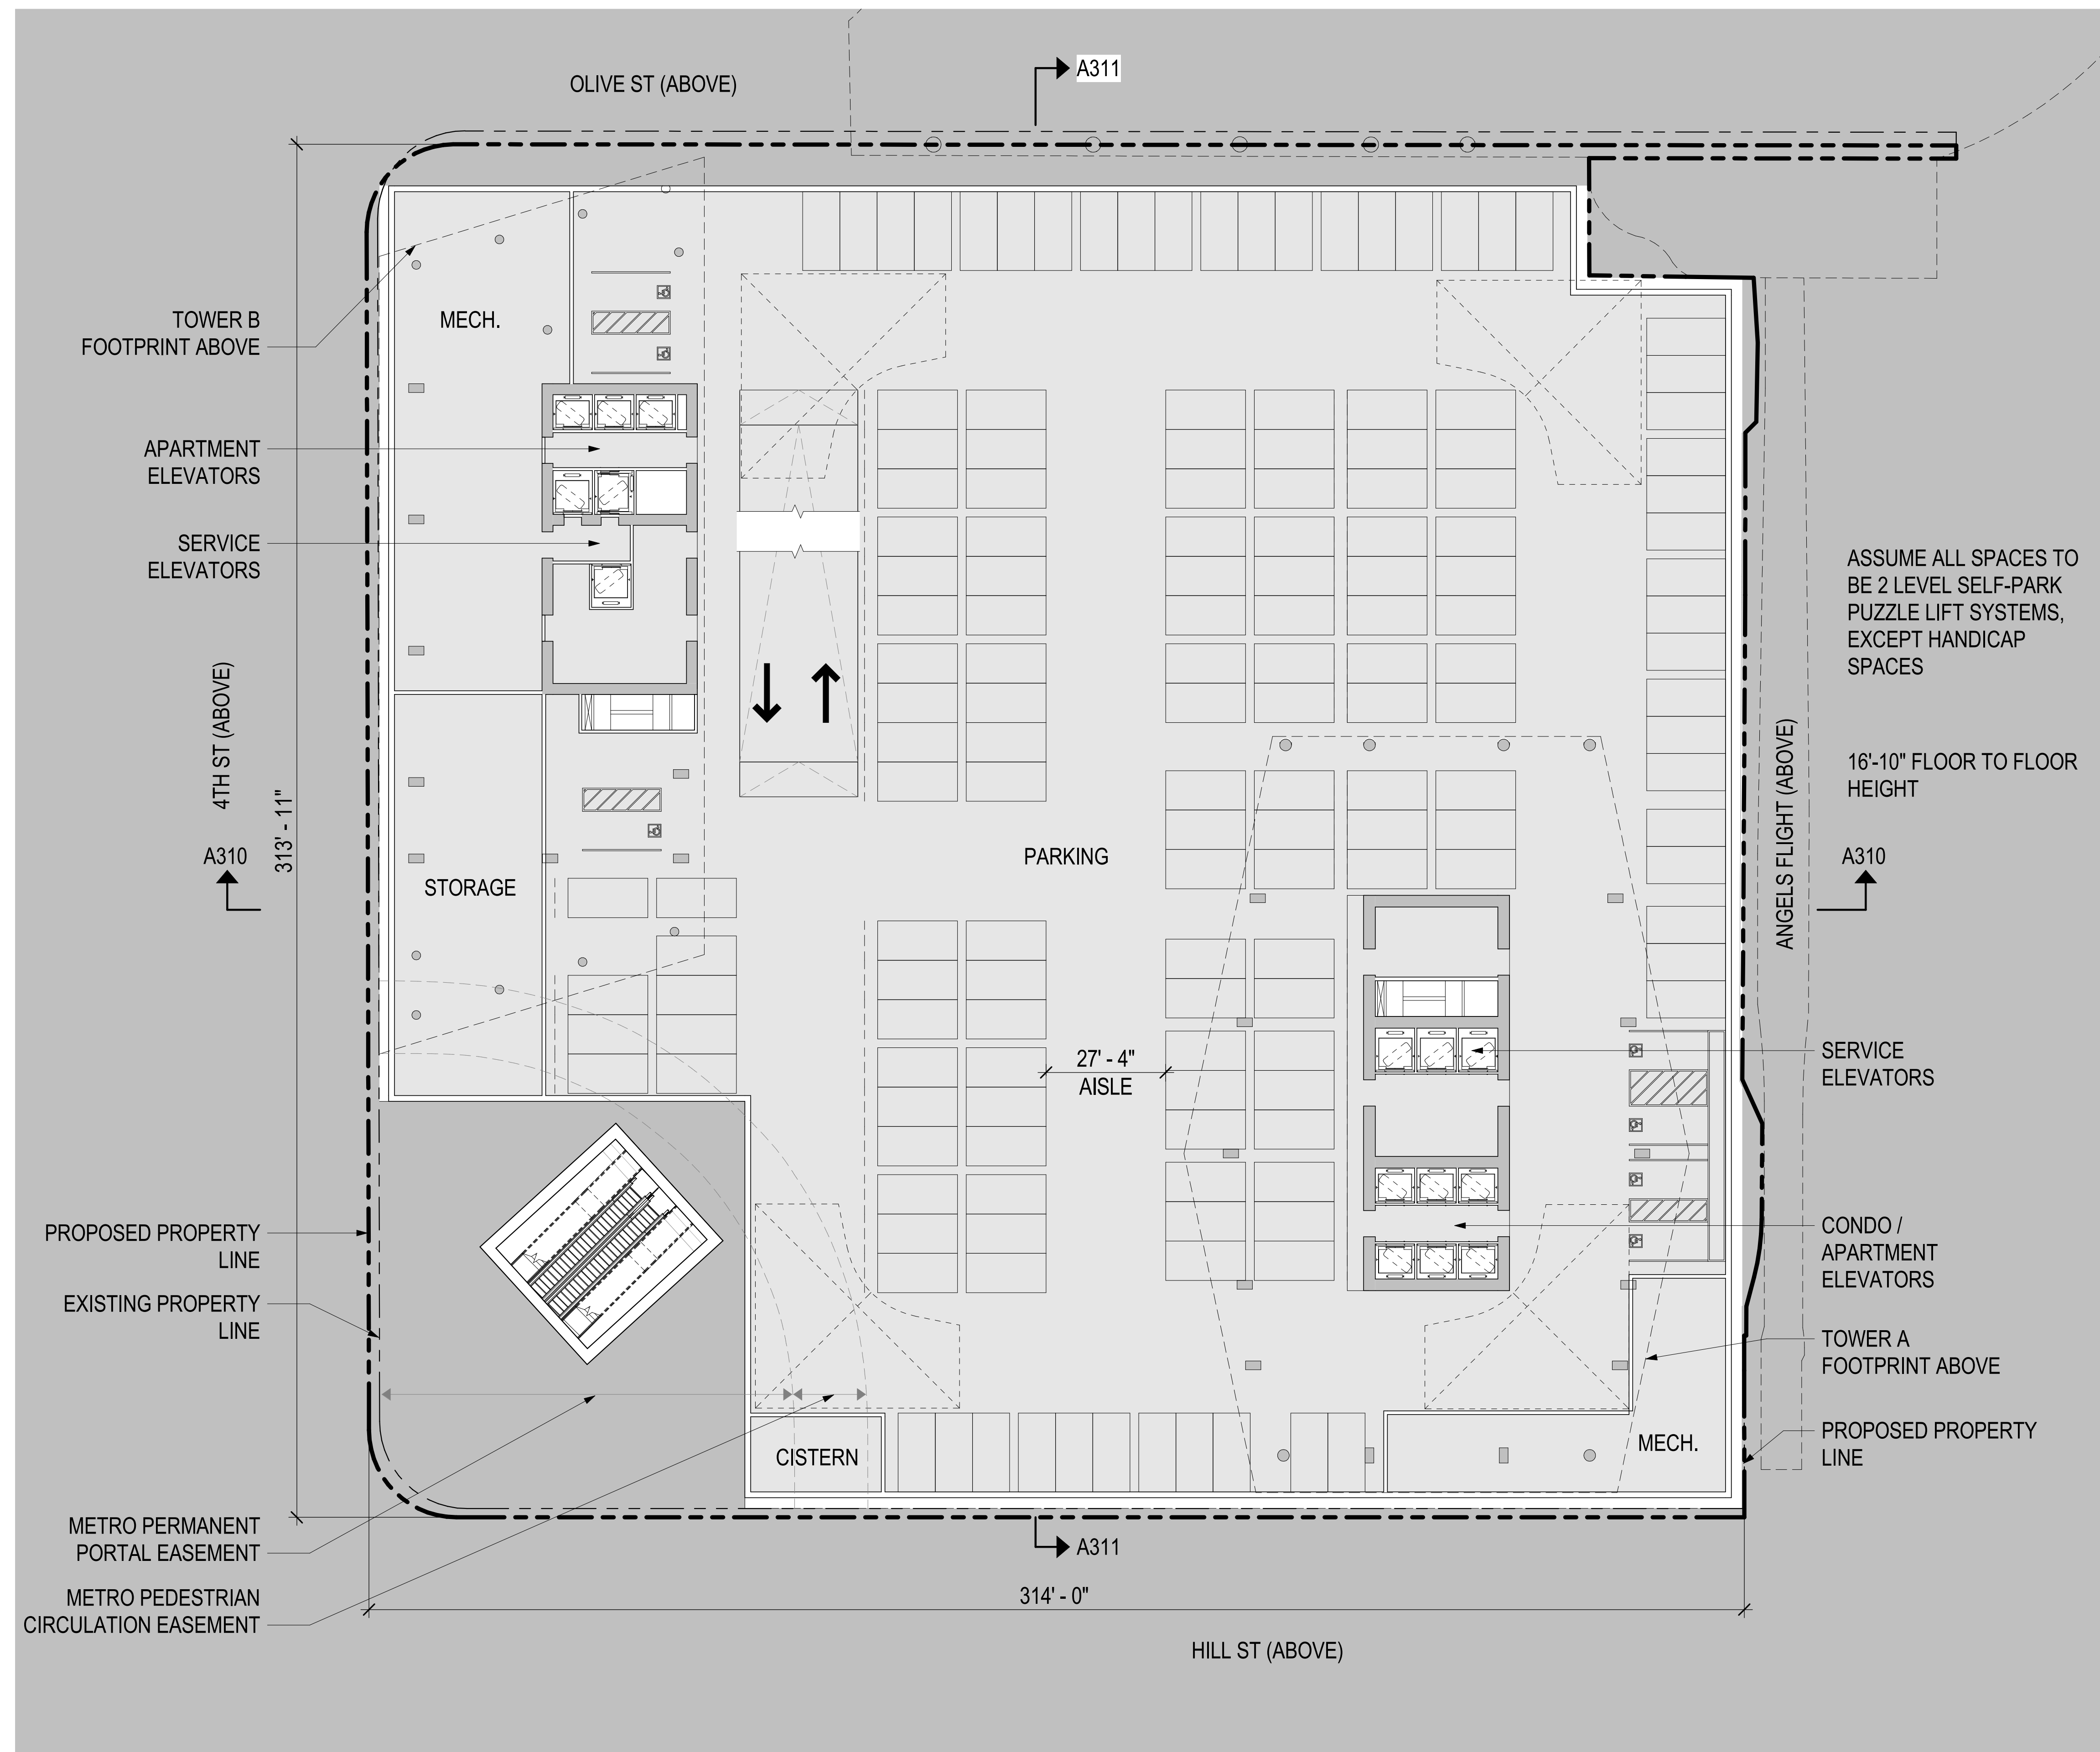 OLIVE ST (ABOVE)
A311
TOWER B
FOOTPRINT ABOVE
MECH.
APARTMENT
ELEVATORS
SERVICE
ELEVATORS
ASSUME ALL SPACES TO
BE 2 LEVEL SELF-PARK
PUZZLE LIFT SYSTEMS,
EXCEPT HANDICAP
SPACES
16'-10" FLOOR TO FLOOR
HEIGHT
4TH ST (ABOVE)
313' - 11"
ANGELS FLIGHT (ABOVE)
A310
PARKING
A310
STORAGE
27' - 4"
AISLE
SERVICE
ELEVATORS
PROPOSED PROPERTY
LINE
CONDO /
APARTMENT
ELEVATORS
EXISTING PROPERTY
LINE
TOWER A
FOOTPRINT ABOVE
CISTERN
MECH.
PROPOSED PROPERTY
LINE
METRO PERMANENT
PORTAL EASEMENT
A311
METRO PEDESTRIAN
CIRCULATION EASEMENT
314' - 0"
HILL ST (ABOVE)